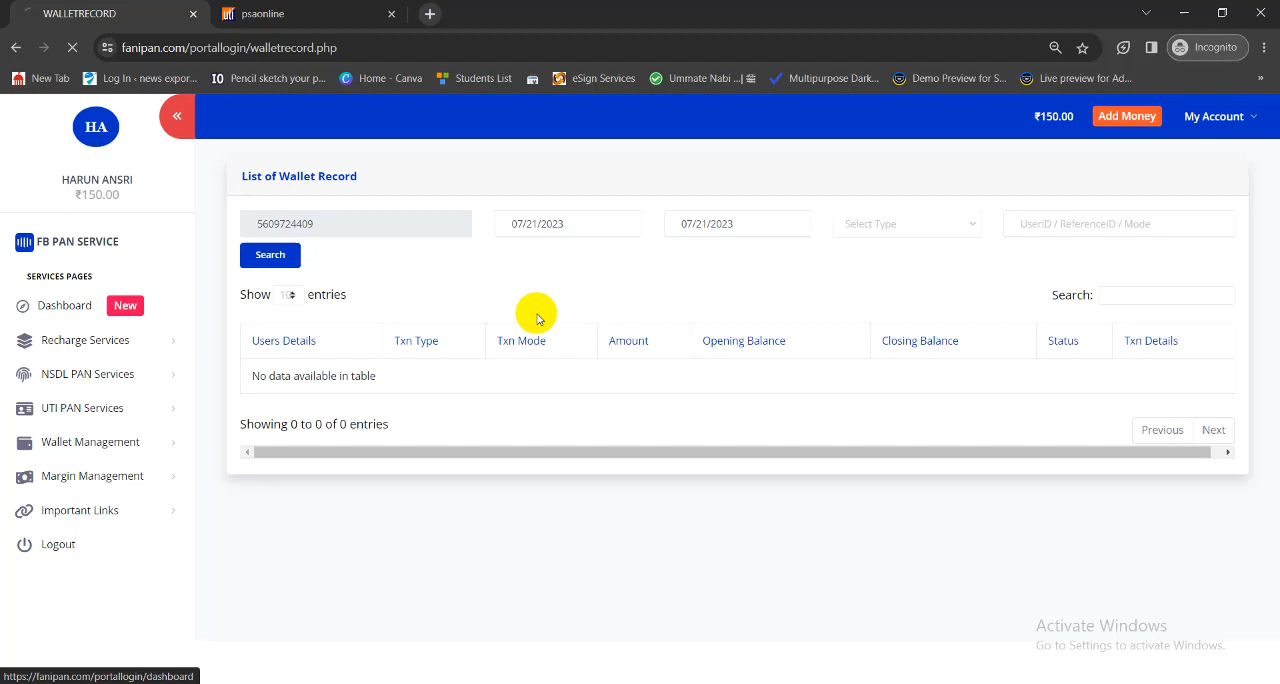 WALLETRECORD
uti psaonline
fanipan.com/portallogin/walletrecord.php
Incognito
New Tab
Log In ‹ news expor...
IO Pencil sketch your p...
C Home - Canva
Students List
eSign Services
Ummate Nabi ...|
Multipurpose Dark...
Demo Preview for S...
Live preview for Ad...
»
HA
«
₹150.00
Add Money
My Account
HARUN ANSRI
₹150.00
FB PAN SERVICE
SERVICES PAGES
Dashboard New
Recharge Services
NSDL PAN Services
UTI PAN Services
Wallet Management
Margin Management
Important Links
Logout
List of Wallet Record
5609724409 07/21/2023 07/21/2023 Select Type UserID / ReferenceID / Mode
Search
Show 10 entries Search:
Users Details Txn Type Txn Mode Amount Opening Balance Closing Balance Status Txn Details
No data available in table
Showing 0 to 0 of 0 entries
Previous Next
Activate Windows
Go to Settings to activate Windows.
https://fanipan.com/portallogin/dashboard